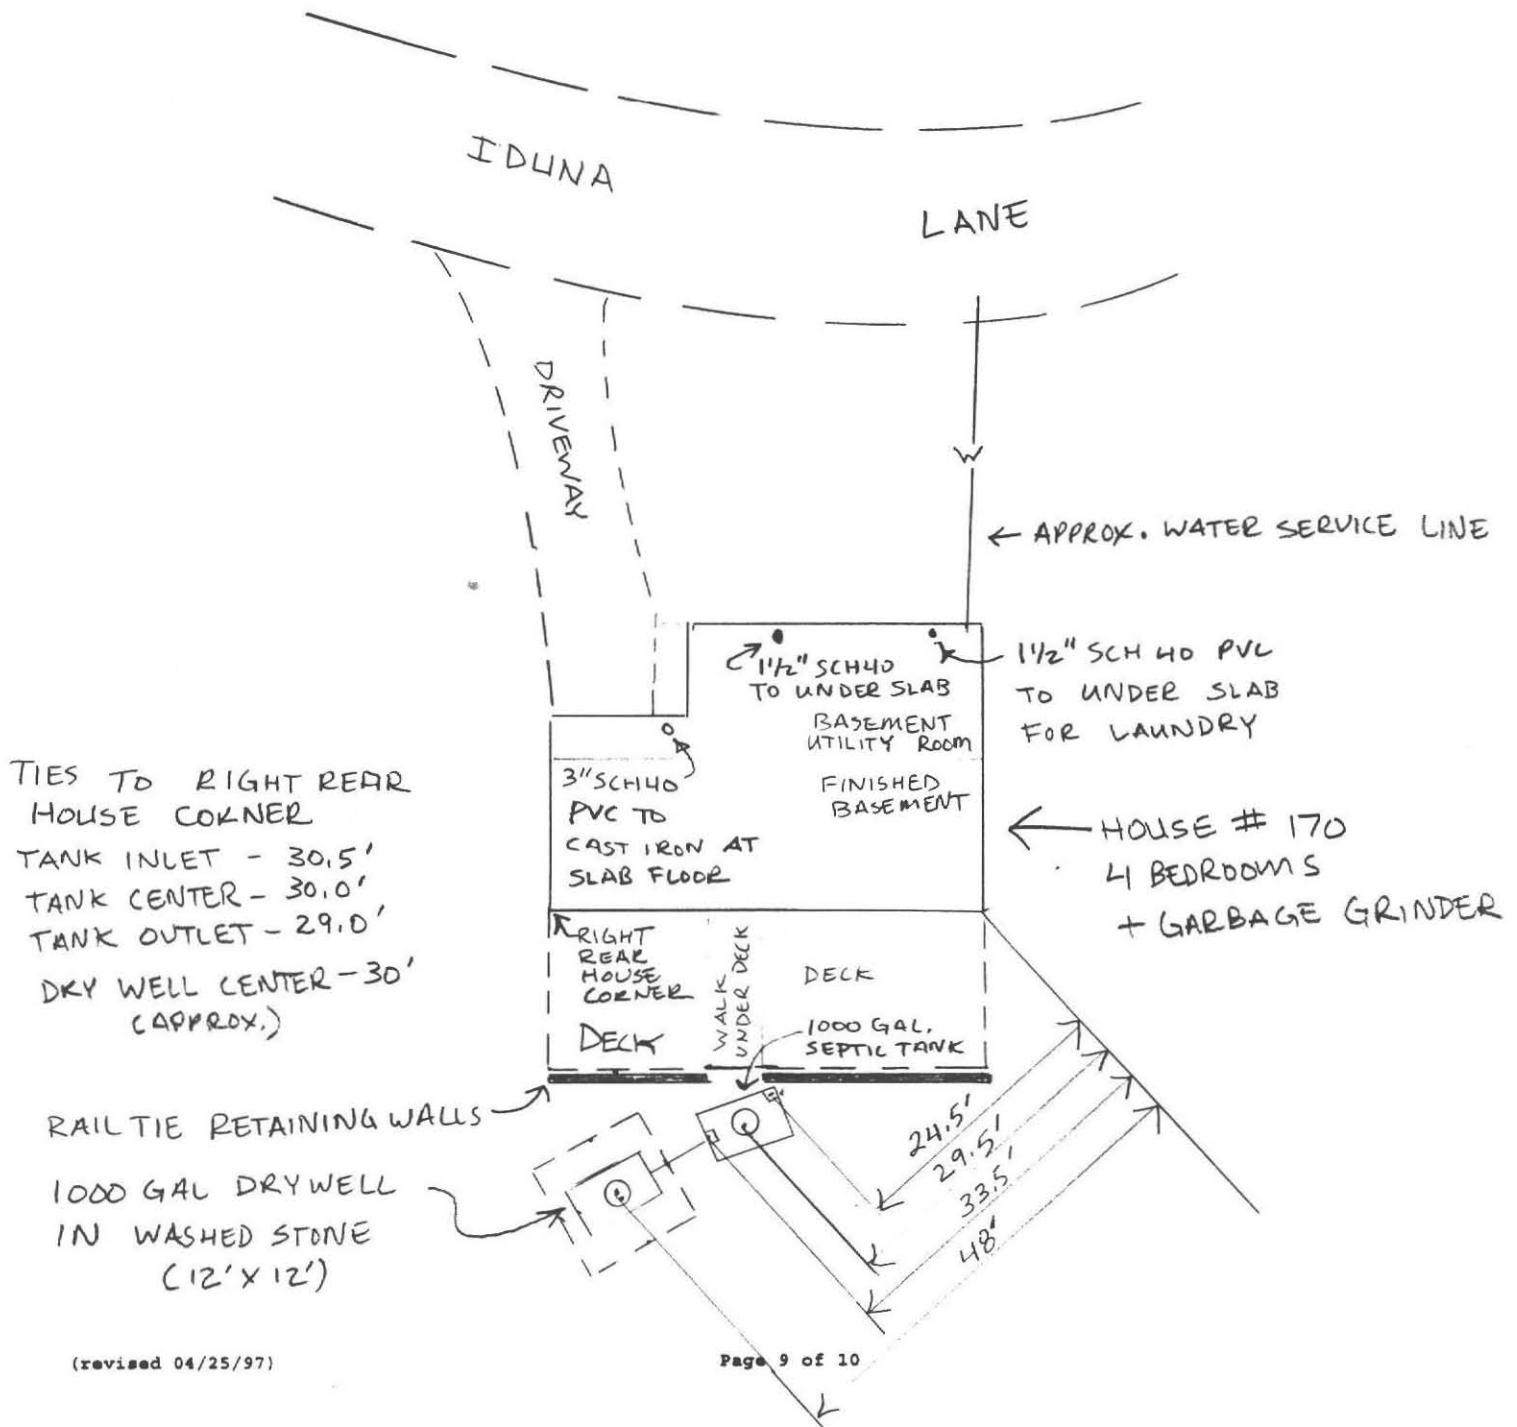 IDUNA
LANE
DRIVEWAY
W
← APPROX. WATER SERVICE LINE
1 1/2" SCH40
TO UNDER SLAB
1 1/2" SCH 40 PVC
TO UNDER SLAB
FOR LAUNDRY
BASEMENT
UTILITY ROOM
3" SCH40
PVC TO
CAST IRON AT
SLAB FLOOR
FINISHED
BASEMENT
TIES TO RIGHT REAR
HOUSE CORNER
TANK INLET - 30.5'
TANK CENTER - 30.0'
TANK OUTLET - 29.0'
DRY WELL CENTER - 30'
(APPROX.)
← HOUSE # 170
4 BEDROOMS
+ GARBAGE GRINDER
RIGHT
REAR
HOUSE
CORNER
DECK
WALK
UNDER DECK
DECK
1000 GAL.
SEPTIC TANK
RAIL TIE RETAINING WALLS
1000 GAL DRYWELL
IN WASHED STONE
(12' X 12')
24.5'
29.5'
33.5'
48'
(revised 04/25/97)
Page 9 of 10